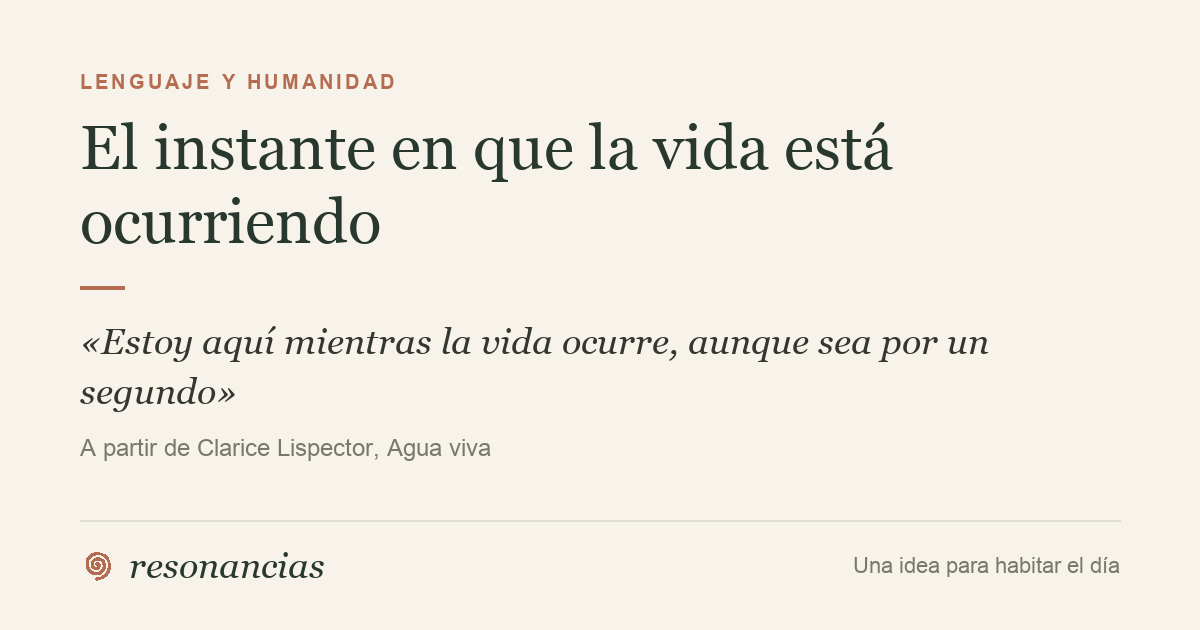 LENGUAJE Y HUMANIDAD
El instante en que la vida está
ocurriendo
«Estoy aquí mientras la vida ocurre, aunque sea por un
segundo»
A partir de Clarice Lispector, Agua viva
resonancias
Una idea para habitar el día